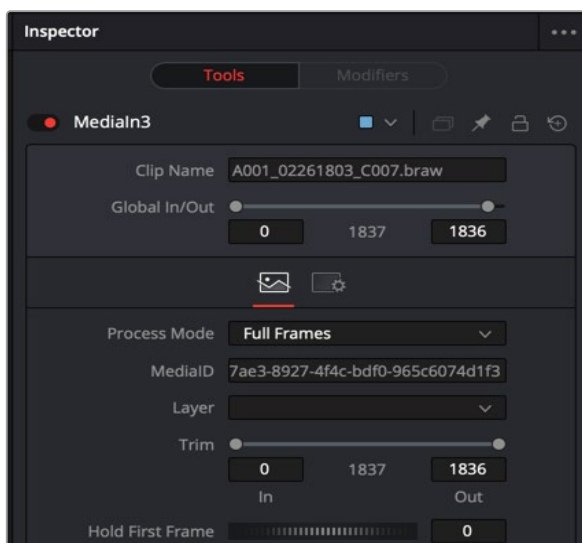 Inspector
Tools Modifiers
MediaIn3
Clip Name A001_02261803_C007.braw
Global In/Out
0 1837 1836
Process Mode Full Frames
MediaID 7ae3-8927-4f4c-bdf0-965c6074d1f3
Layer
Trim
0 1837 1836
In Out
Hold First Frame 0